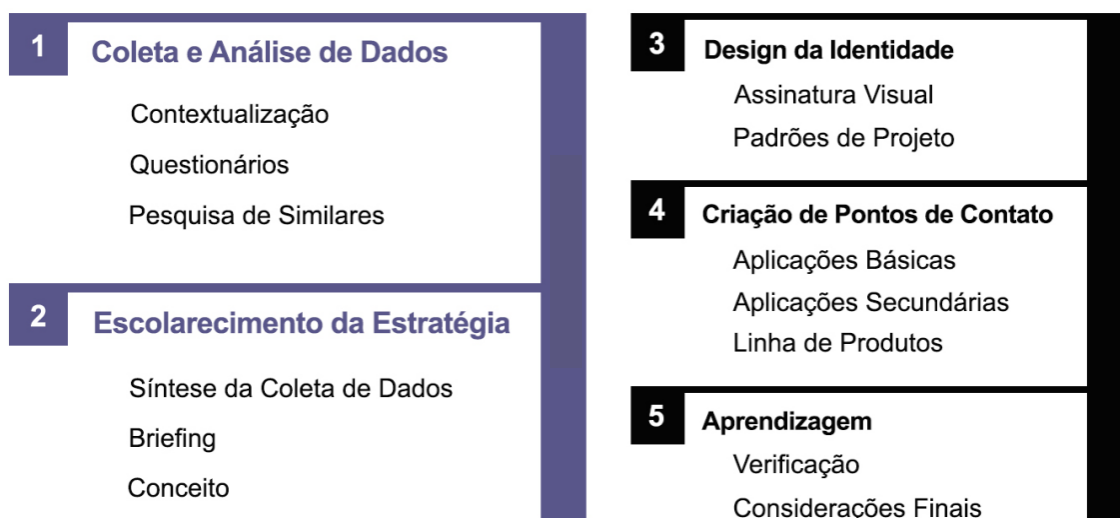 1
Coleta e Análise de Dados
Contextualização
Questionários
Pesquisa de Similares
2
Escolarecimento da Estratégia
Síntese da Coleta de Dados
Briefing
Conceito
3
Design da Identidade
Assinatura Visual
Padrões de Projeto
4
Criação de Pontos de Contato
Aplicações Básicas
Aplicações Secundárias
Linha de Produtos
5
Aprendizagem
Verificação
Considerações Finais